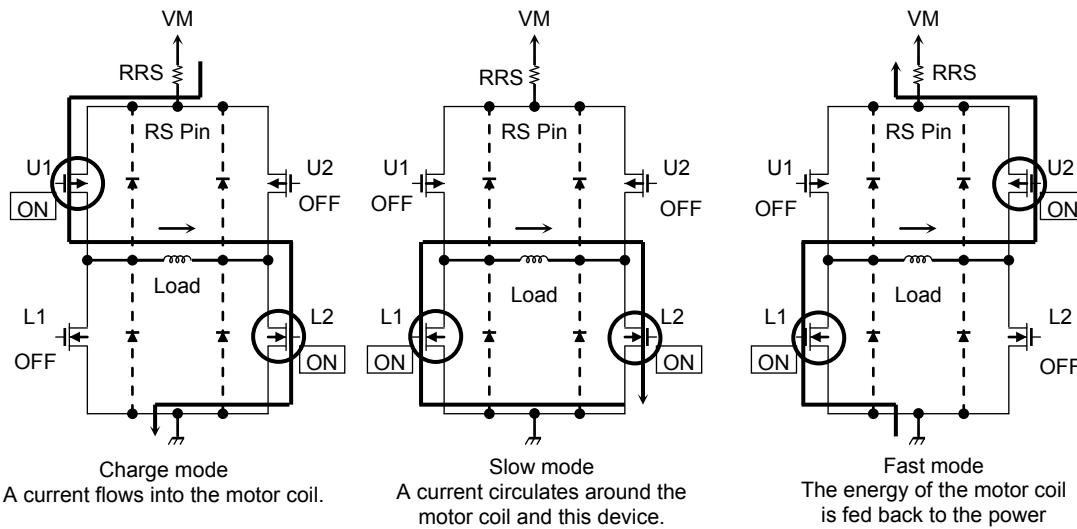 VM
RRS
RS Pin
U1
U2
ON
OFF
Load
L1
L2
OFF
ON
Charge mode
A current flows into the motor coil.
VM
RRS
RS Pin
U1
U2
OFF
OFF
Load
L1
L2
ON
ON
Slow mode
A current circulates around the
motor coil and this device.
VM
RRS
RS Pin
U1
U2
OFF
ON
Load
L1
L2
ON
OFF
Fast mode
The energy of the motor coil
is fed back to the power